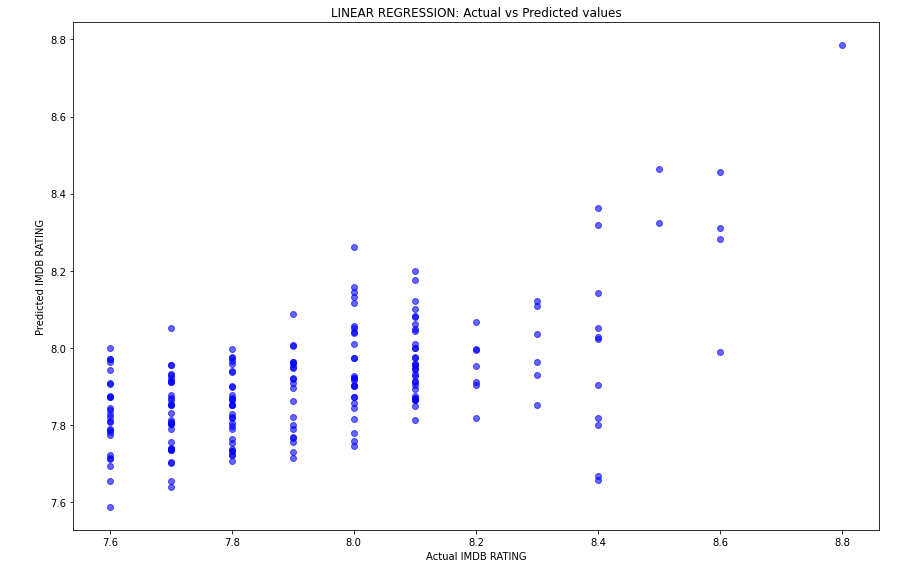 LINEAR REGRESSION: Actual vs Predicted values
8.8
8.6
8.4
8.2
8.0
7.8
7.6
Predicted IMDB RATING
7.6 7.8 8.0 8.2 8.4 8.6 8.8
Actual IMDB RATING